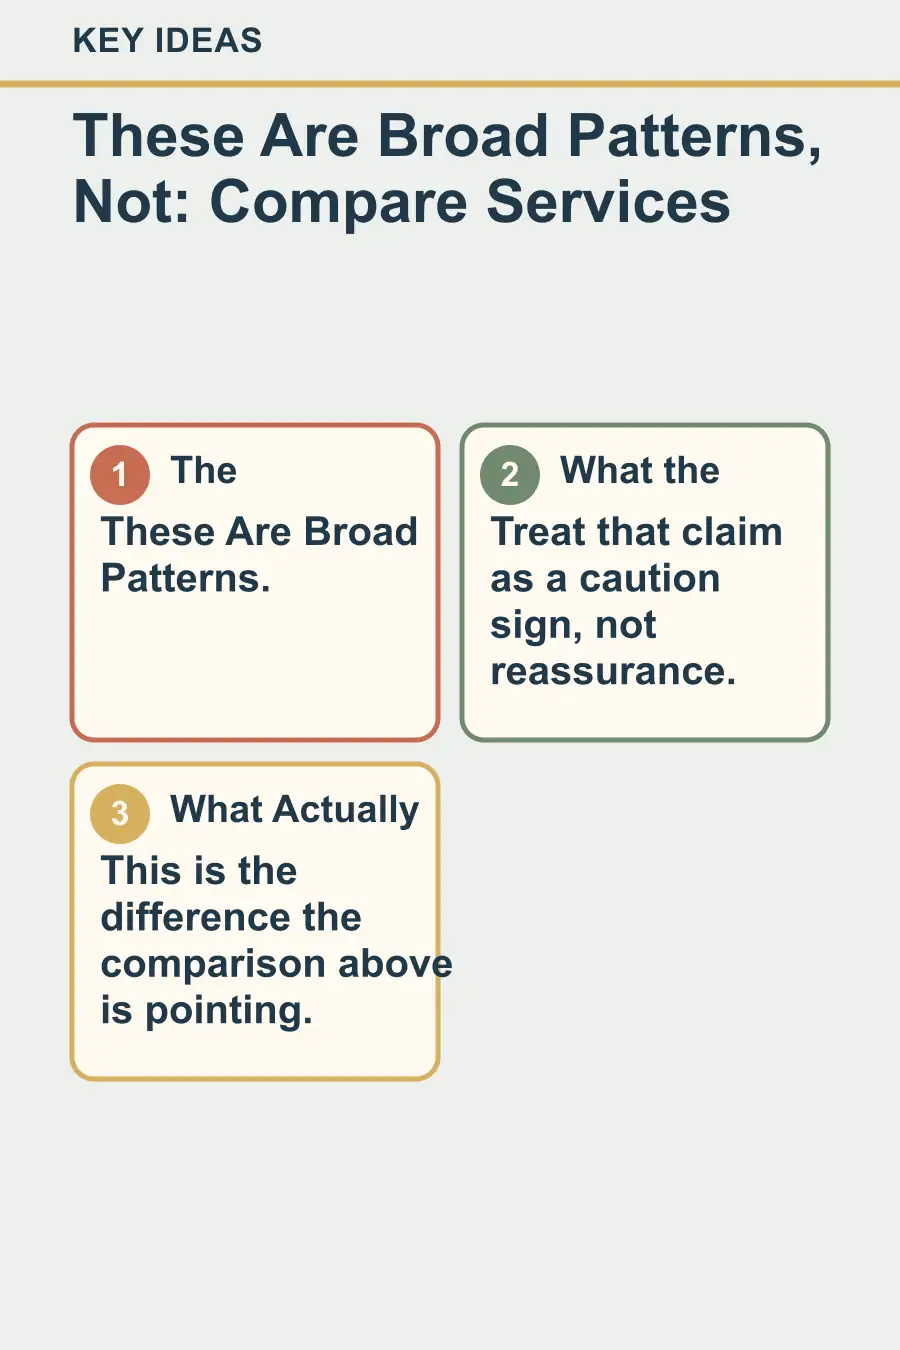 KEY IDEAS
These Are Broad Patterns,
Not: Compare Services
1 The
These Are Broad
Patterns.
2 What the
Treat that claim
as a caution
sign, not
reassurance.
3 What Actually
This is the
difference the
comparison above
is pointing.